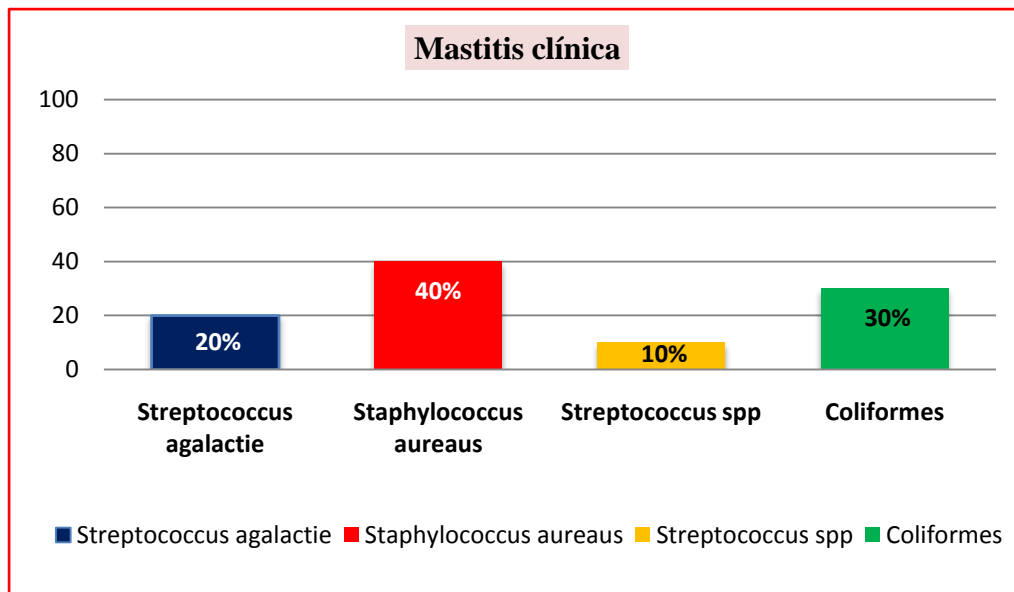 Mastitis clínica
100
80
60
40
20
0
40%
30%
20%
10%
Streptococcus agalactie
Staphylococcus aureaus
Streptococcus spp
Coliformes
Streptococcus agalactie Staphylococcus aureaus Streptococcus spp Coliformes